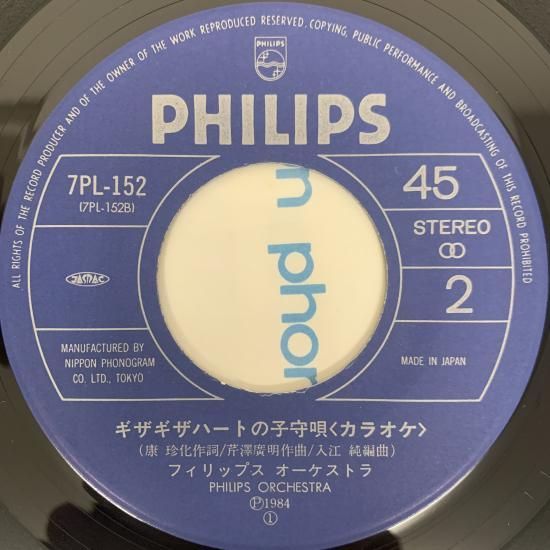 ALL RIGHTS OF THE RECORD PRODUCER AND OF THE OWNER OF THE WORK REPRODUCED RESERVED. COPYING, PUBLIC PERFORMANCE AND BROADCASTING OF THIS RECORD PROHIBITED
PHILIPS
PHILIPS
7PL-152
(7PL-152B)
45
STEREO
2
JASRAC
n phon
MANUFACTURED BY
NIPPON PHONOGRAM
CO. LTD., TOKYO
MADE IN JAPAN
ギザギザハートの子守唄〈カラオケ〉
(康 珍化作詞/芹澤廣明作曲/入江 純編曲)
フィリップス オーケストラ
PHILIPS ORCHESTRA
Ⓟ1984
①